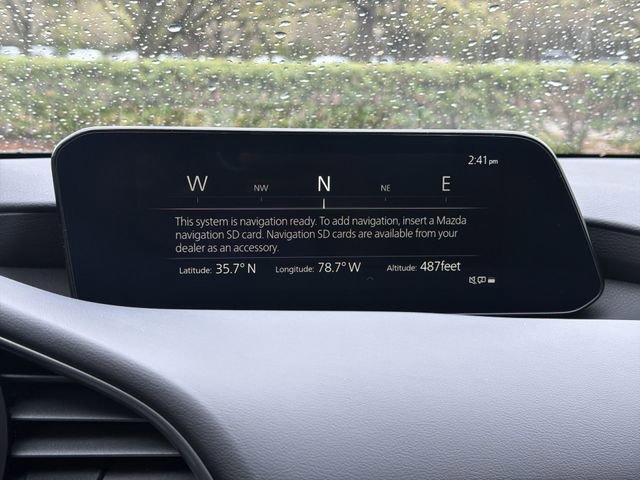 2:41 pm
W NW N NE E
This system is navigation ready. To add navigation, insert a Mazda
navigation SD card. Navigation SD cards are available from your
dealer as an accessory.
Latitude: 35.7° N Longitude: 78.7° W Altitude: 487feet